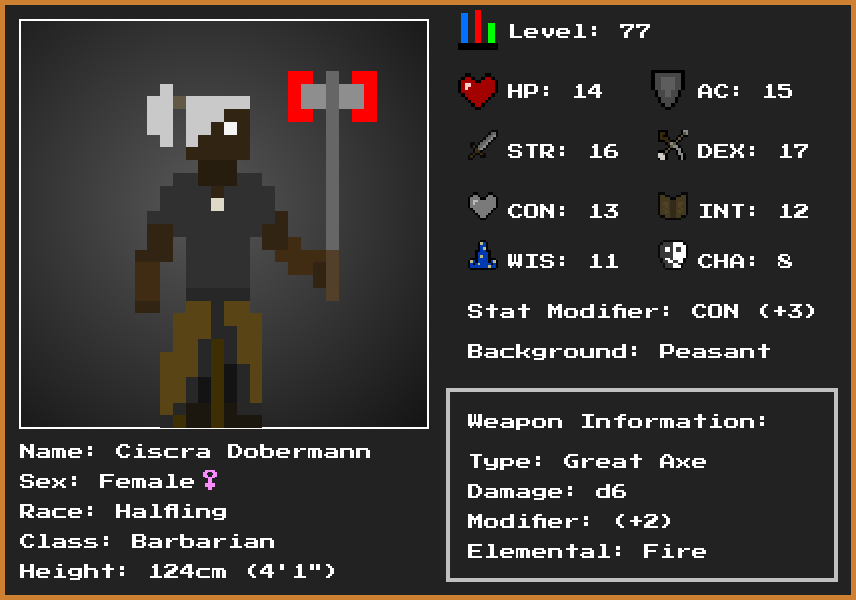 Level: 77
HP: 14
AC: 15
STR: 16
DEX: 17
CON: 13
INT: 12
WIS: 11
CHA: 8
Stat Modifier: CON (+3)
Background: Peasant
Weapon Information:
Type: Great Axe
Damage: d6
Modifier: (+2)
Elemental: Fire
Name: Ciscra Dobermann
Sex: Female♀
Race: Halfling
Class: Barbarian
Height: 124cm (4'1")